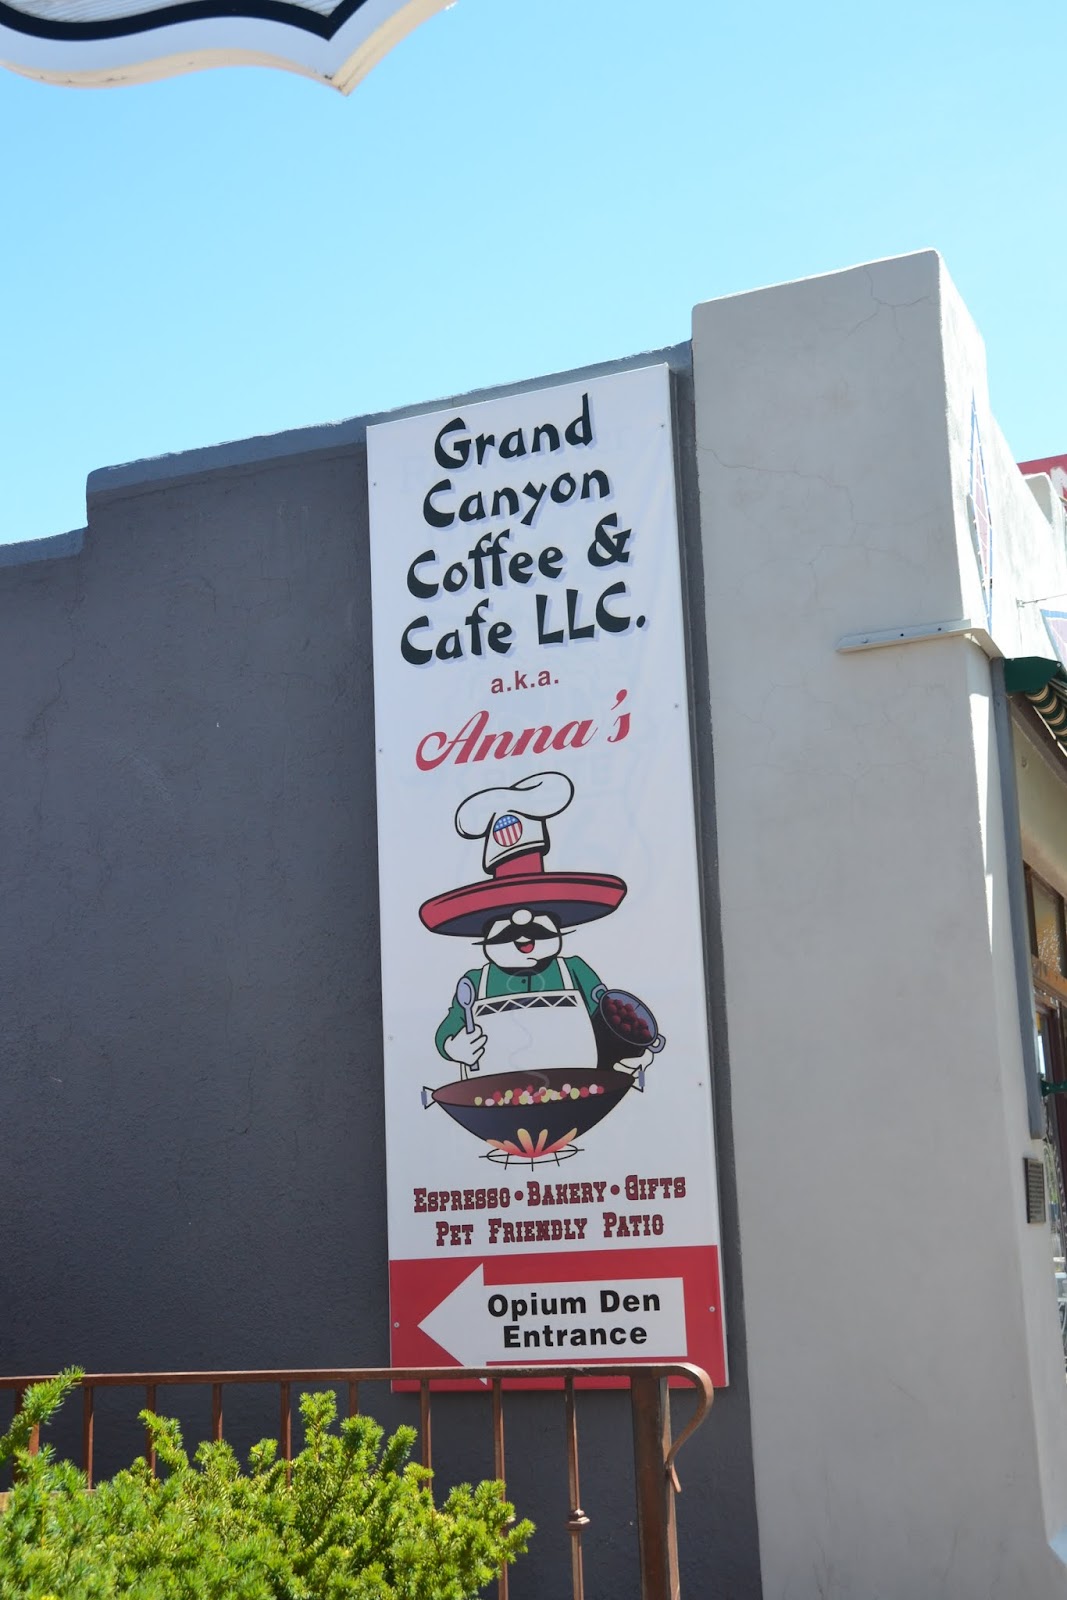 Grand
Canyon
Coffee &
Cafe LLC.
a.k.a.
Anna's
Espresso • Bakery • Gifts
Pet Friendly Patio
Opium Den
Entrance